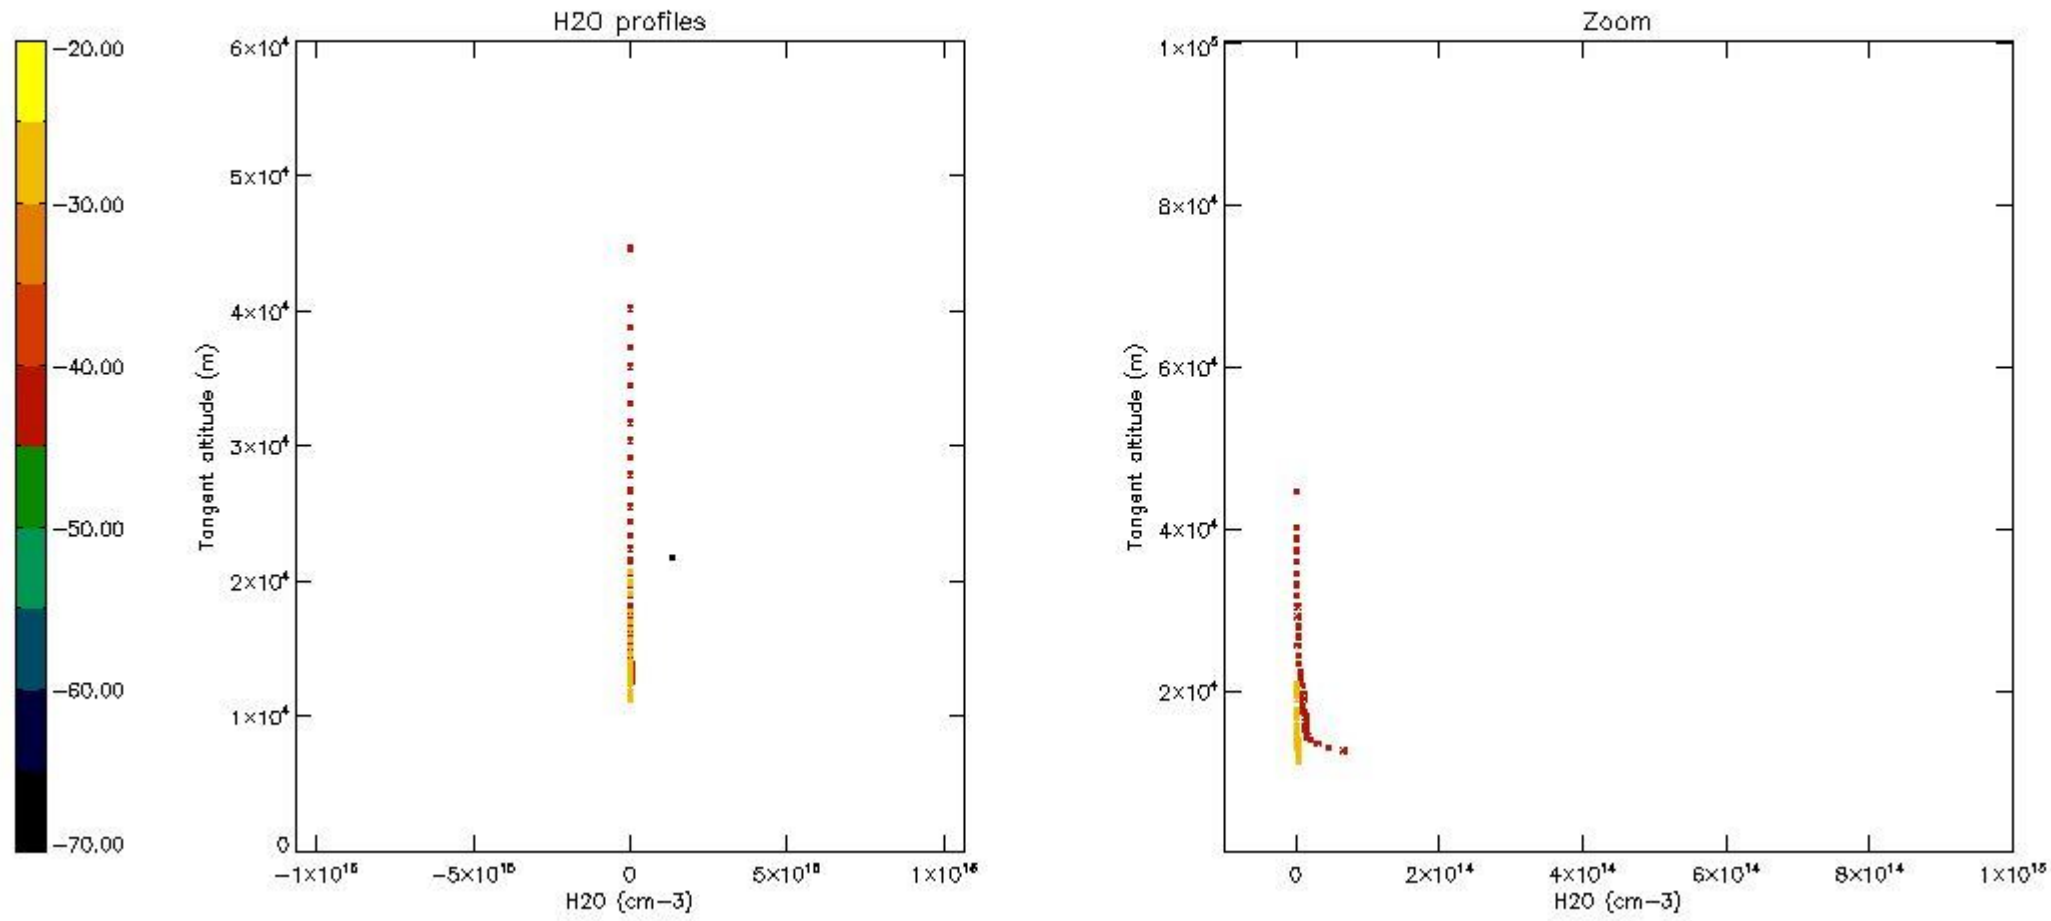 H2O profiles
Zoom
-20.00
-30.00
-40.00
-50.00
-60.00
-70.00
6×10⁴
5×10⁴
4×10⁴
3×10⁴
2×10⁴
1×10⁴
0
Tangent altitude (m)
-1×10¹⁶ -5×10¹⁵ 0 5×10¹⁵ 1×10¹⁶
H2O (cm-3)
1×10⁵
8×10⁴
6×10⁴
4×10⁴
2×10⁴
Tangent altitude (m)
0 2×10¹⁴ 4×10¹⁴ 6×10¹⁴ 8×10¹⁴ 1×10¹⁵
H2O (cm-3)